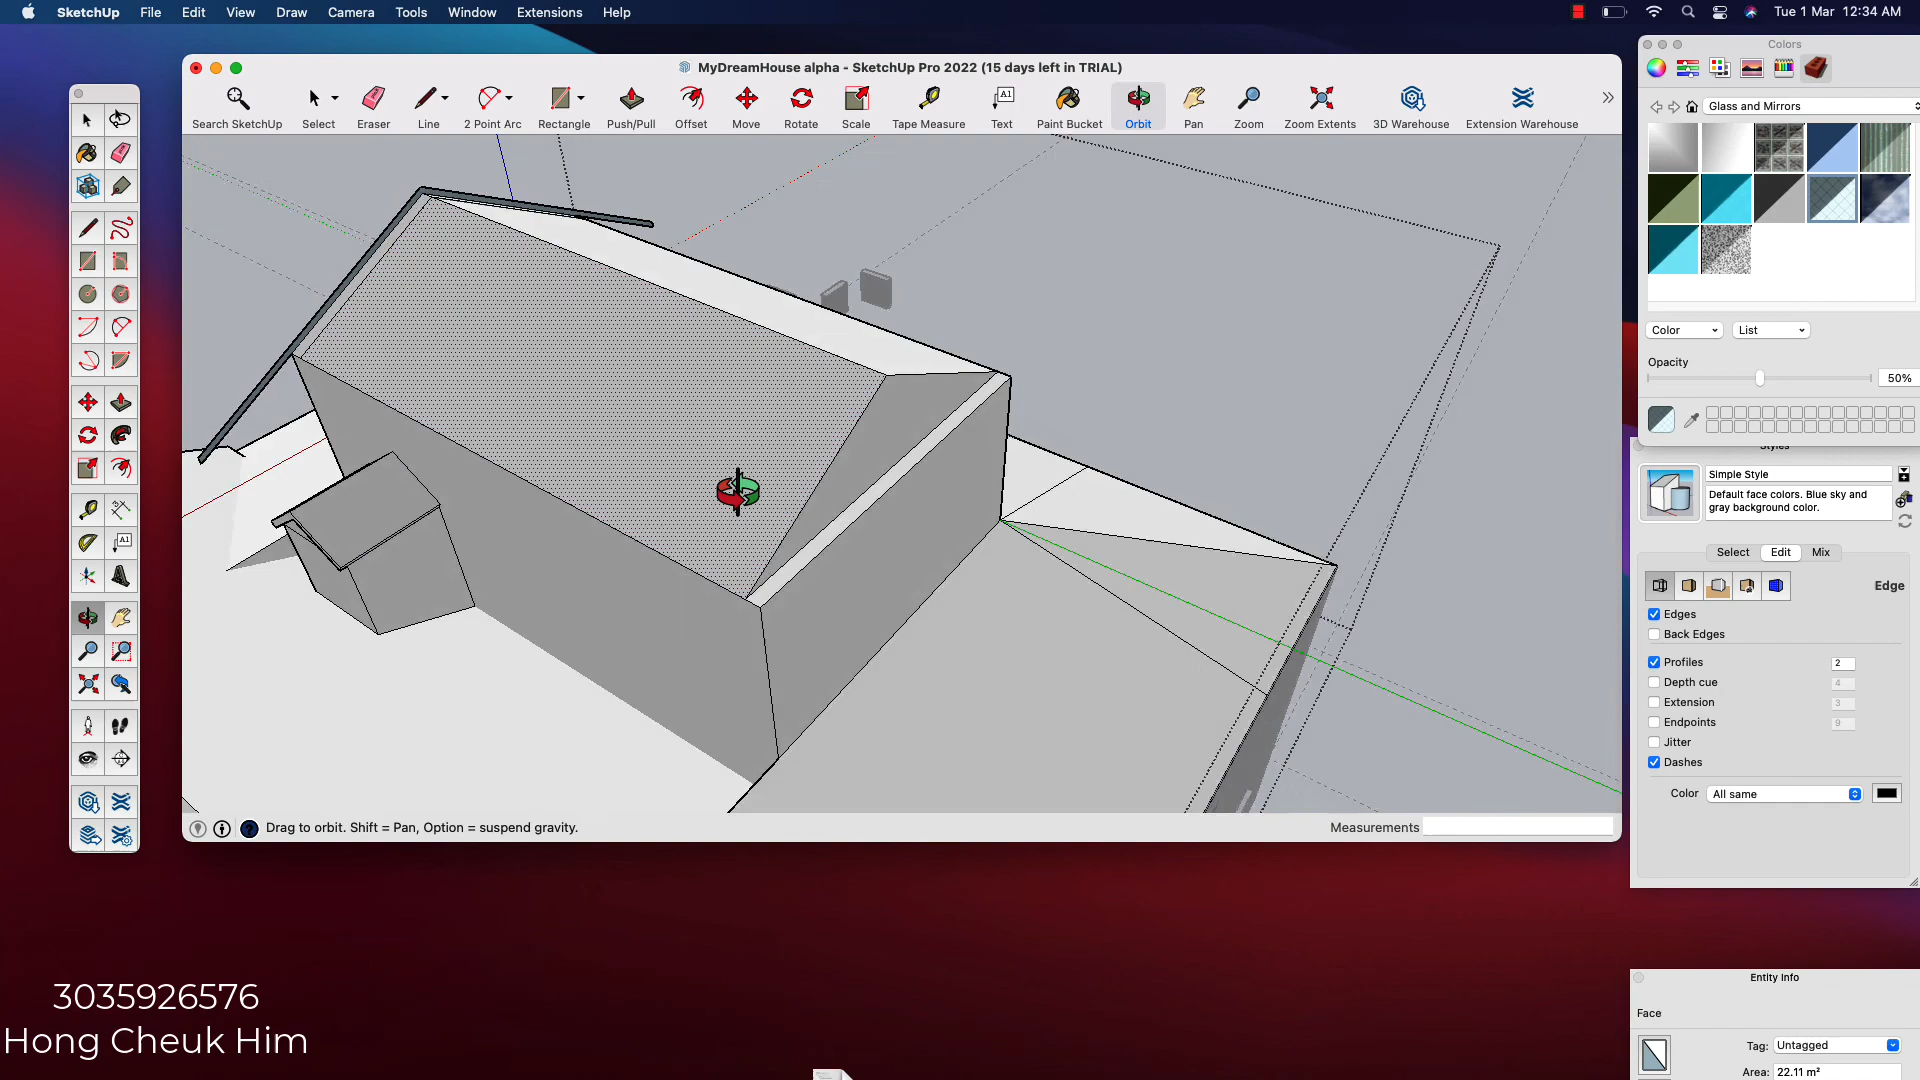 SketchUp File Edit View Draw Camera Tools Window Extensions Help
Tue 1 Mar 12:34 AM
MyDreamHouse alpha - SketchUp Pro 2022 (15 days left in TRIAL)
Search SketchUp Select Eraser Line 2 Point Arc Rectangle Push/Pull Offset Move Rotate Scale Tape Measure Text Paint Bucket Orbit Pan Zoom Zoom Extents 3D Warehouse Extension Warehouse
Colors
Glass and Mirrors
Color List
Opacity
50%
Styles
Simple Style
Default face colors. Blue sky and
gray background color.
Select Edit Mix
Edge
Edges
Back Edges
Profiles 2
Depth cue 4
Extension 3
Endpoints 9
Jitter
Dashes
Color All same
Drag to orbit. Shift = Pan, Option = suspend gravity.
Measurements
Entity Info
Face
Tag: Untagged
Area: 22.11 m²
3035926576
Hong Cheuk Him